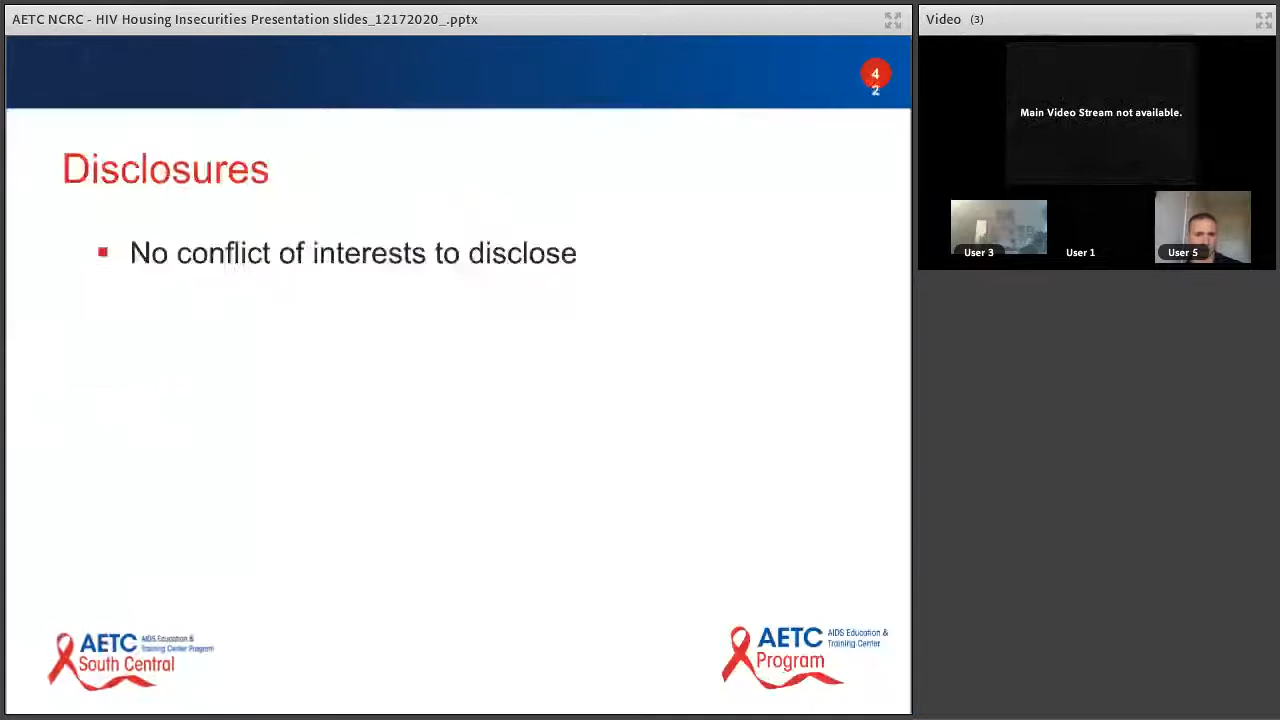 AETC NCRC - HIV Housing Insecurities Presentation slides_12172020_.pptx
Video (3)
4
2
Main Video Stream not available.
Disclosures
User 3
User 1
User 5
▪ No conflict of interests to disclose
AETC AIDS Education &
Training Center Program
South Central
AETC AIDS Education &
Training Center
Program